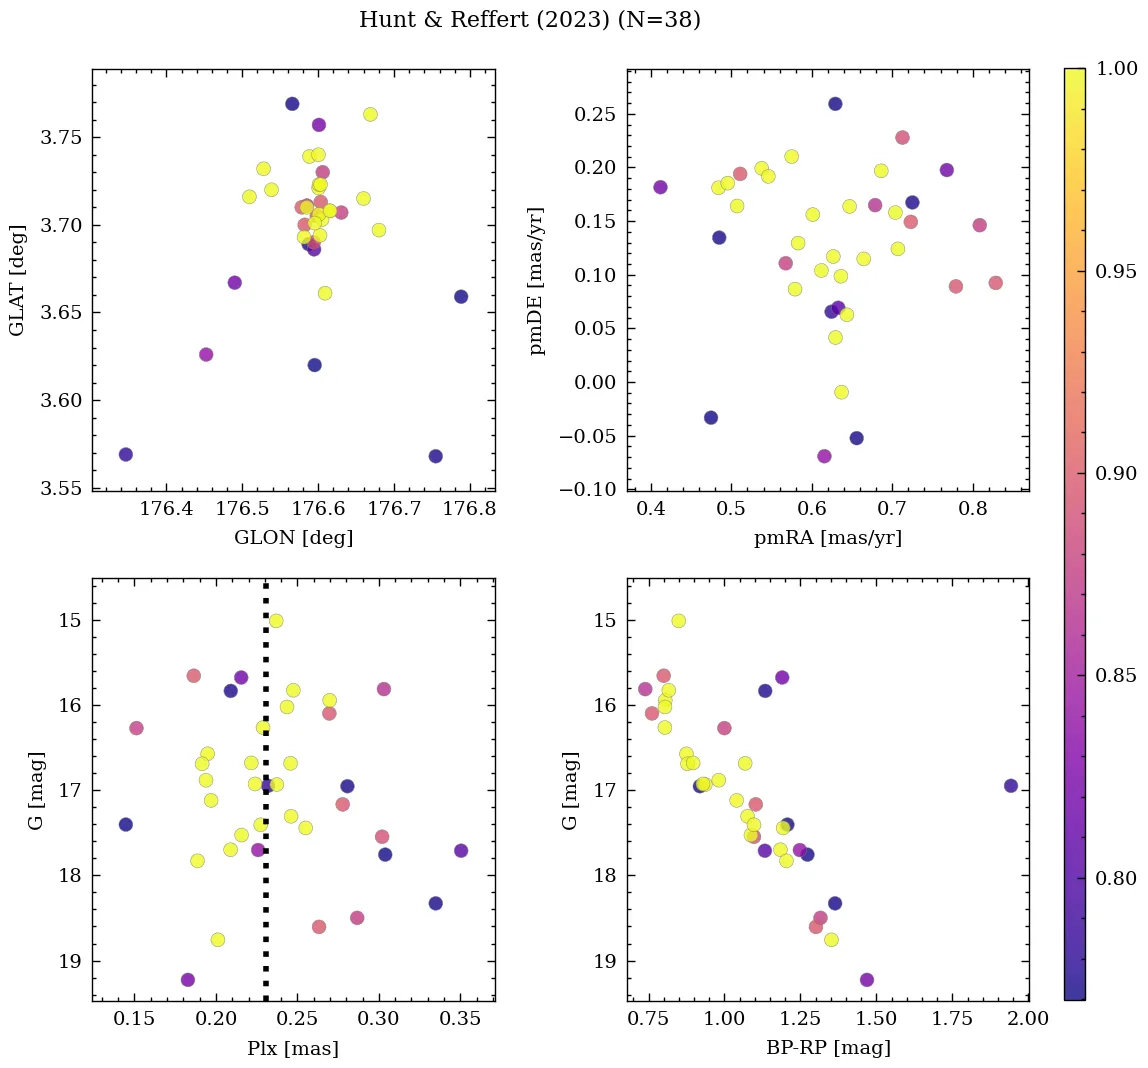 Hunt & Reffert (2023) (N=38)
3.75
3.70
3.65
3.60
3.55
GLAT [deg]
176.4 176.5 176.6 176.7 176.8
GLON [deg]
0.25
0.20
0.15
0.10
0.05
0.00
−0.05
−0.10
pmDE [mas/yr]
0.4 0.5 0.6 0.7 0.8
pmRA [mas/yr]
15
16
17
18
19
G [mag]
0.15 0.20 0.25 0.30 0.35
Plx [mas]
15
16
17
18
19
G [mag]
0.75 1.00 1.25 1.50 1.75 2.00
BP-RP [mag]
1.00
0.95
0.90
0.85
0.80